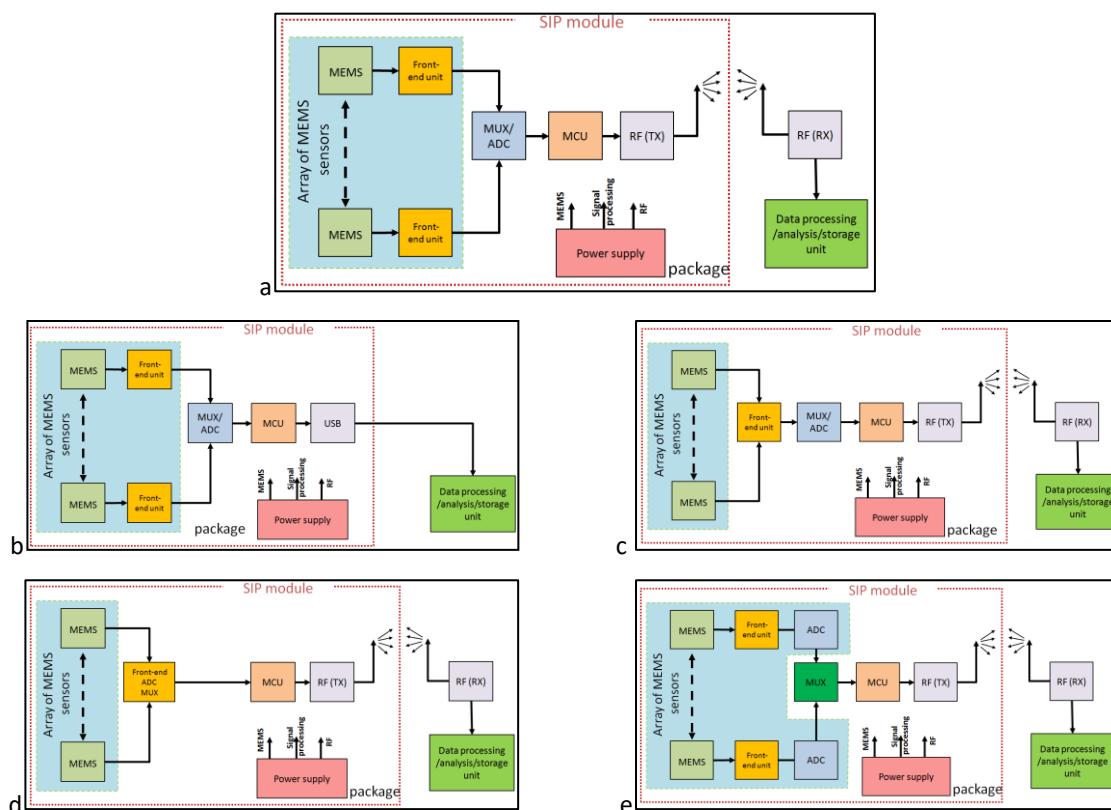 SIP module
Array of MEMS
sensors
MEMS
Front-
end unit
MEMS
Front-
end unit
MUX/
ADC
MCU
RF (TX)
RF (RX)
MEMS
Signal
processing
RF
Power supply
package
Data processing
/analysis/storage
unit
a
SIP module
Array of MEMS
sensors
MEMS
Front-
end unit
MEMS
Front-
end unit
MUX/
ADC
MCU
USB
MEMS
Signal
processing
RF
Power supply
package
Data processing
/analysis/storage
unit
b
SIP module
Array of MEMS
sensors
MEMS
MEMS
Front-
end unit
MUX/
ADC
MCU
RF (TX)
RF (RX)
MEMS
Signal
processing
RF
Power supply
package
Data processing
/analysis/storage
unit
c
SIP module
Array of MEMS
sensors
MEMS
MEMS
Front-end
ADC
MUX
MCU
RF (TX)
RF (RX)
MEMS
Signal
processing
RF
Power supply
package
Data processing
/analysis/storage
unit
d
SIP module
Array of MEMS
sensors
MEMS
Front-
end unit
ADC
MEMS
Front-
end unit
ADC
MUX
MCU
RF (TX)
RF (RX)
MEMS
Signal
processing
RF
Power supply
package
Data processing
/analysis/storage
unit
e